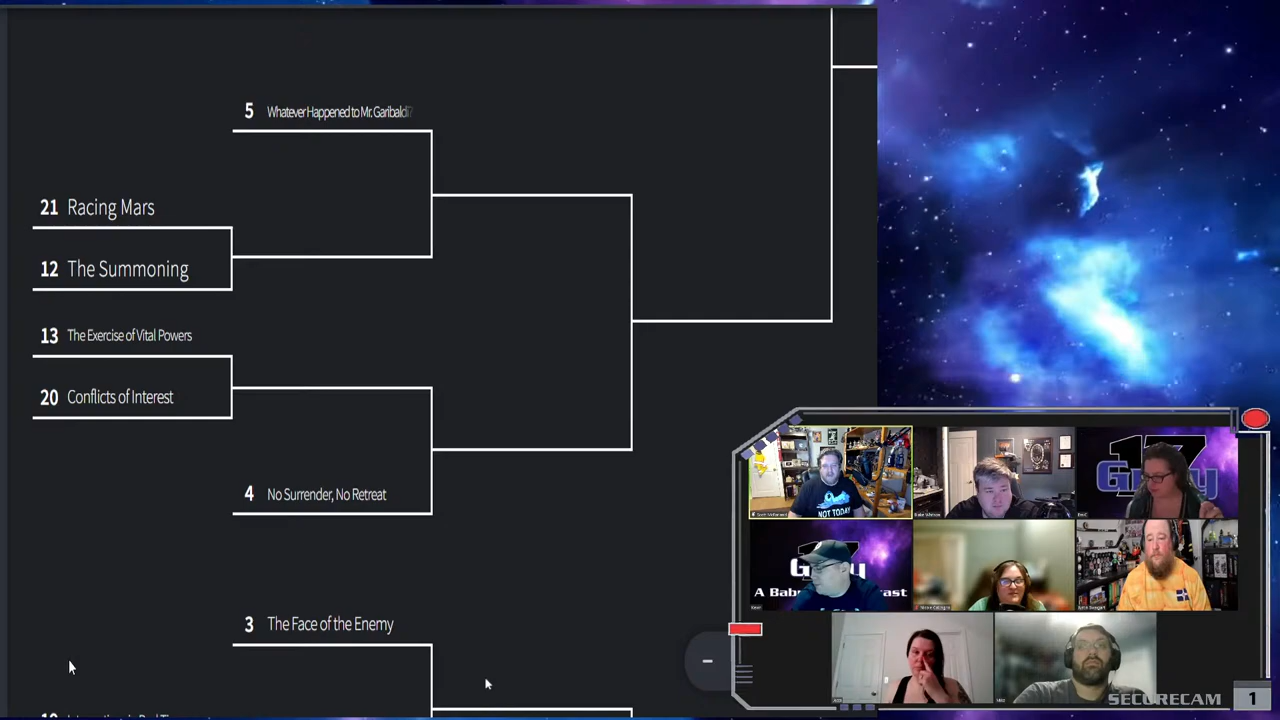 5 Whatever Happened to Mr. Garibaldi?
21 Racing Mars
12 The Summoning
13 The Exercise of Vital Powers
20 Conflicts of Interest
4 No Surrender, No Retreat
3 The Face of the Enemy
NOT TODAY
17
A Bab
SECURECAM 1